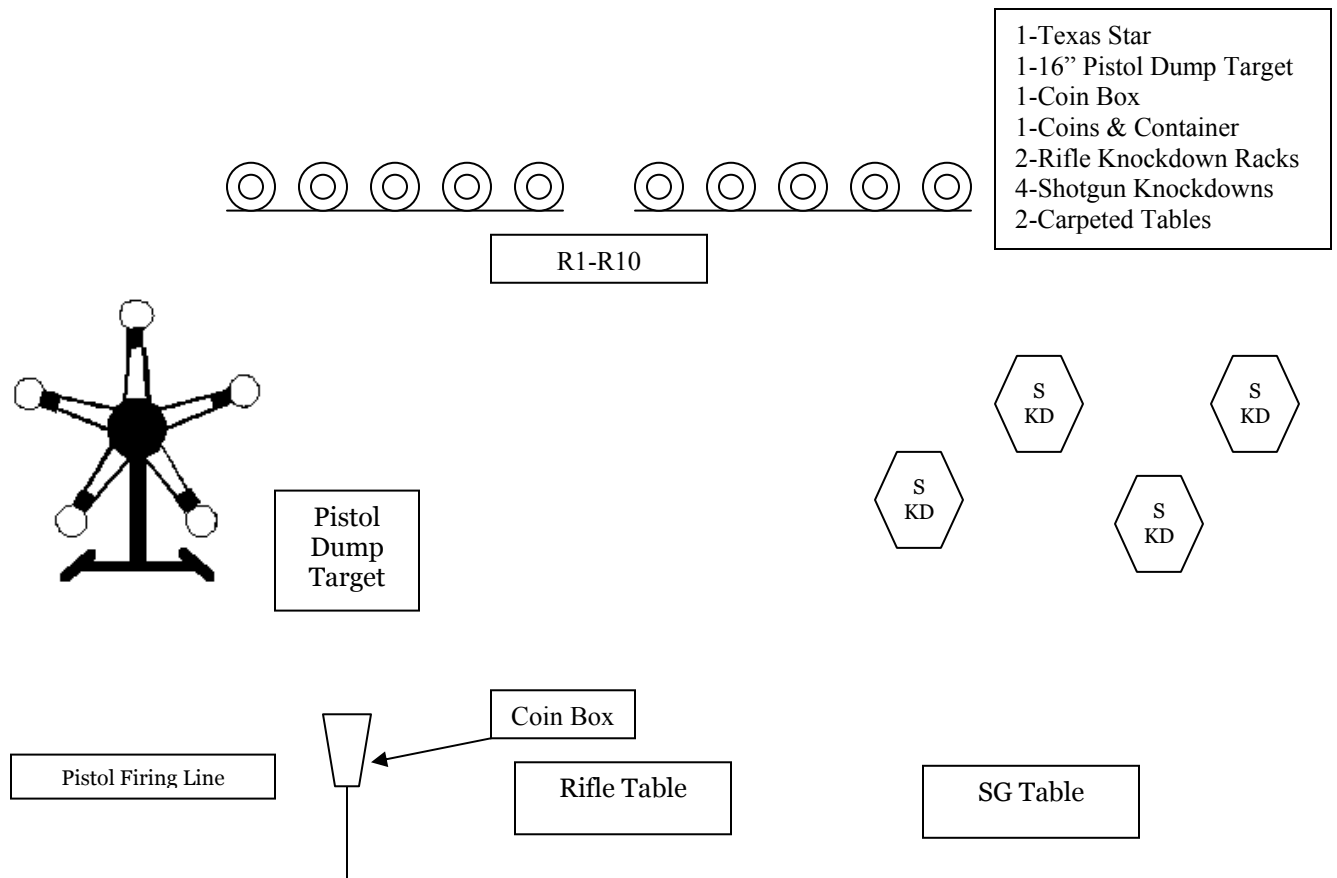 1-Texas Star
1-16” Pistol Dump Target
1-Coin Box
1-Coins & Container
2-Rifle Knockdown Racks
4-Shotgun Knockdowns
2-Carpeted Tables
R1-R10
S
KD
S
KD
S
KD
S
KD
Pistol
Dump
Target
Coin Box
Pistol Firing Line
Rifle Table
SG Table